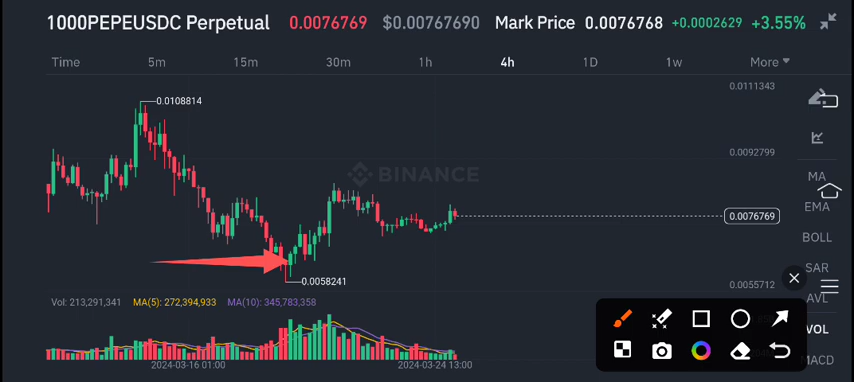 1000PEPEUSDC Perpetual 0.0076769 $0.00767690 Mark Price 0.0076768 +0.0002629 +3.55%
Time 5m 15m 30m 1h 4h 1D 1w More
0.0111343
0.0108814
0.0092799
BINANCE
MA
EMA
0.0076769
BOLL
SAR
0.0058241
0.0055712
AVL
Vol: 213,291,341 MA(5): 272,394,933 MA(10): 345,783,358
VOL
MACD
2024-03-16 01:00 2024-03-24 13:00